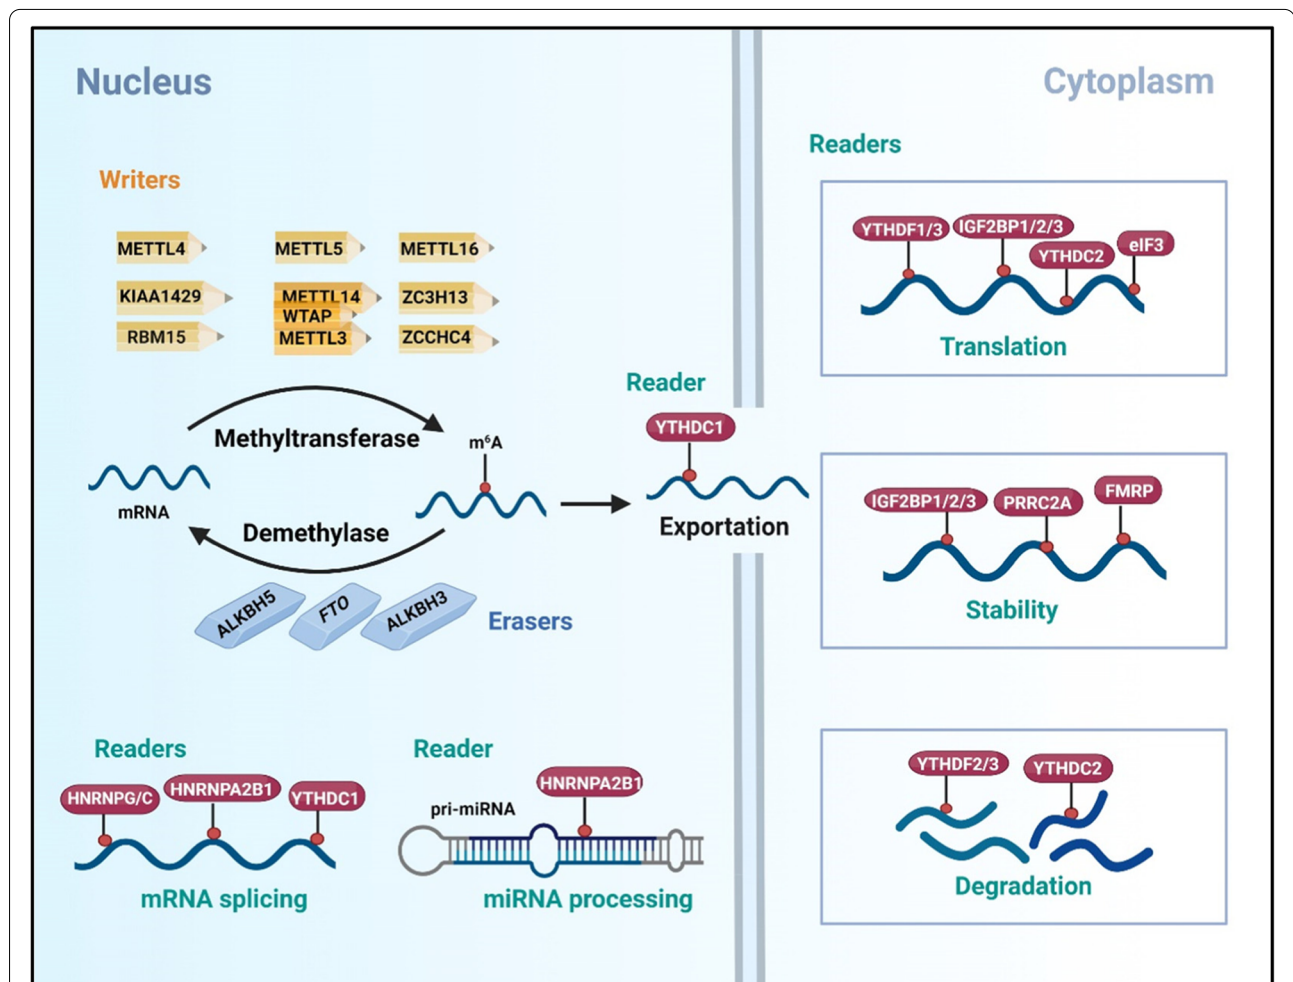 Nucleus
Cytoplasm
Writers
METTL4
METTL5
METTL16
KIAA1429
METTL14
ZC3H13
WTAP
RBM15
METTL3
ZCCHC4
Methyltransferase
m⁶A
mRNA
Demethylase
ALKBH5
FTO
ALKBH3
Erasers
Reader
YTHDC1
Exportation
Readers
HNRNPG/C
HNRNPA2B1
YTHDC1
mRNA splicing
Reader
HNRNPA2B1
pri-miRNA
miRNA processing
Readers
YTHDF1/3
IGF2BP1/2/3
YTHDC2
eIF3
Translation
IGF2BP1/2/3
PRRC2A
FMRP
Stability
YTHDF2/3
YTHDC2
Degradation